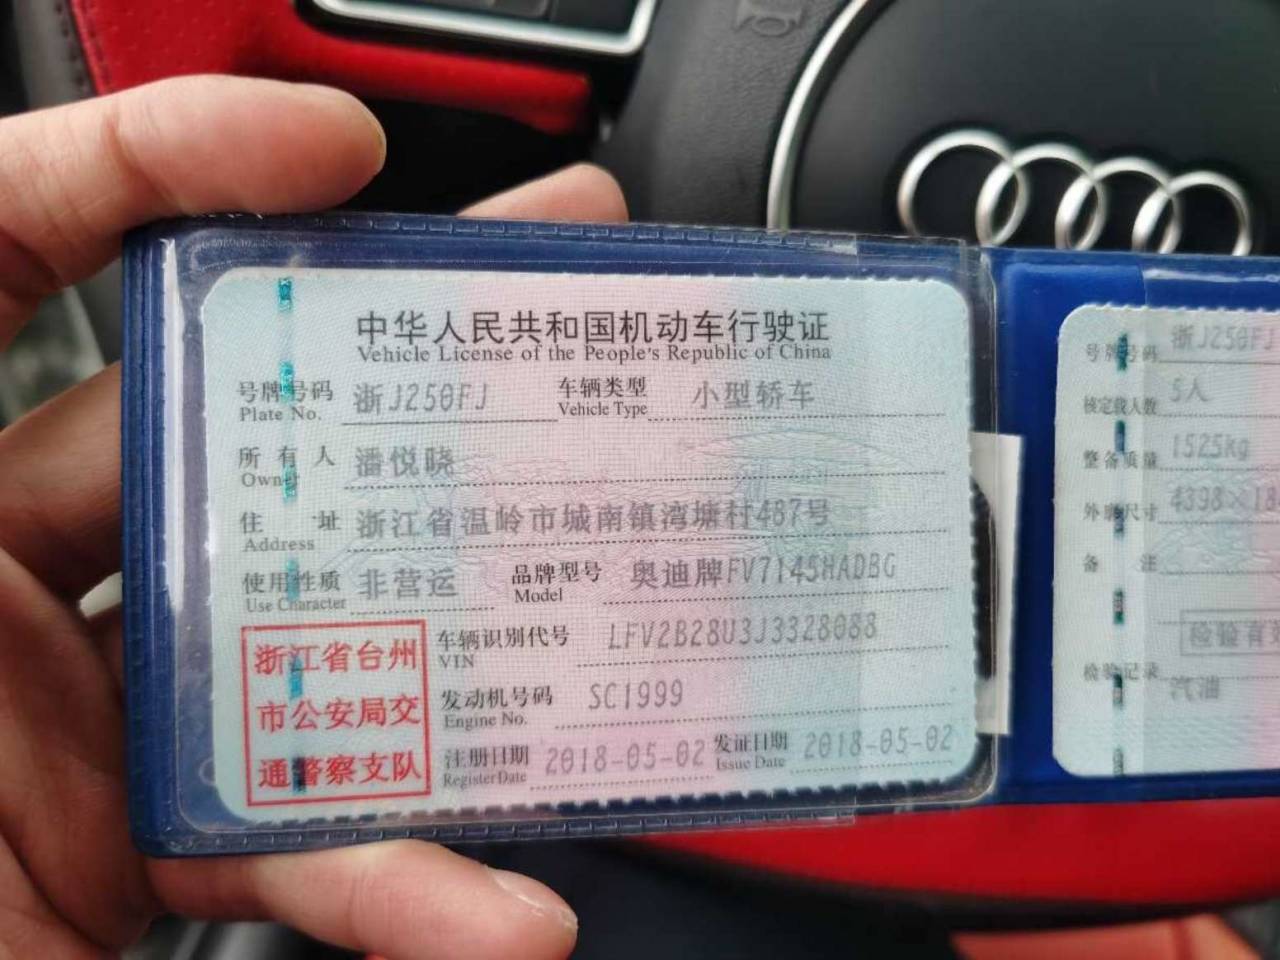 中华人民共和国机动车行驶证
Vehicle License of the People's Republic of China
号牌号码 浙J250FJ 车辆类型 小型轿车
Plate No. Vehicle Type
所有人 潘悦晓
Owner
住址 浙江省温岭市城南镇湾塘村487号
Address
使用性质 非营运 品牌型号 奥迪牌FV7145HADBG
Use Character Model
浙江省台州
市公安局交
通警察支队
车辆识别代号 LFV2B28U3J3328088
VIN
发动机号码 SC1999
Engine No.
注册日期 2018-05-02 发证日期 2018-05-02
Register Date Issue Date
号牌号码 浙J250FJ
核定载人数 5人
整备质量 1525kg
外廓尺寸 4398×18
备注
检验有
检验记录
汽油